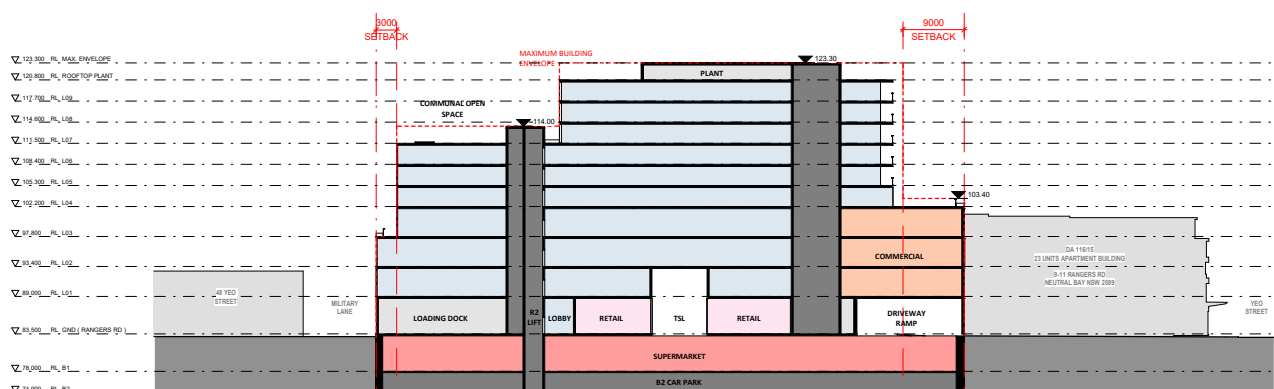 3000
SETBACK
9000
SETBACK
MAXIMUM BUILDING
ENVELOPE
123.300 RL MAX. ENVELOPE
123.30
120.800 RL ROOFTOP PLANT
PLANT
117.700 RL L09
COMMUNAL OPEN
SPACE
114.600 RL L08
114.00
111.500 RL L07
108.400 RL L06
105.300 RL L05
102.200 RL L04
103.40
97,800 RL L03
COMMERCIAL
DA 116/15
23 UNITS APARTMENT BUILDING
9-11 RANGERS RD
NEUTRAL BAY NSW 2089
93,400 RL L02
89,000 RL L01
48 YEO
STREET
MILITARY
LANE
LOADING DOCK
R2
LIFT
LOBBY
RETAIL
TSL
RETAIL
DRIVEWAY
RAMP
YEO
STREET
83,500 RL GND ( RANGERS RD )
SUPERMARKET
78,000 RL B1
B2 CAR PARK
74,900 RL B2